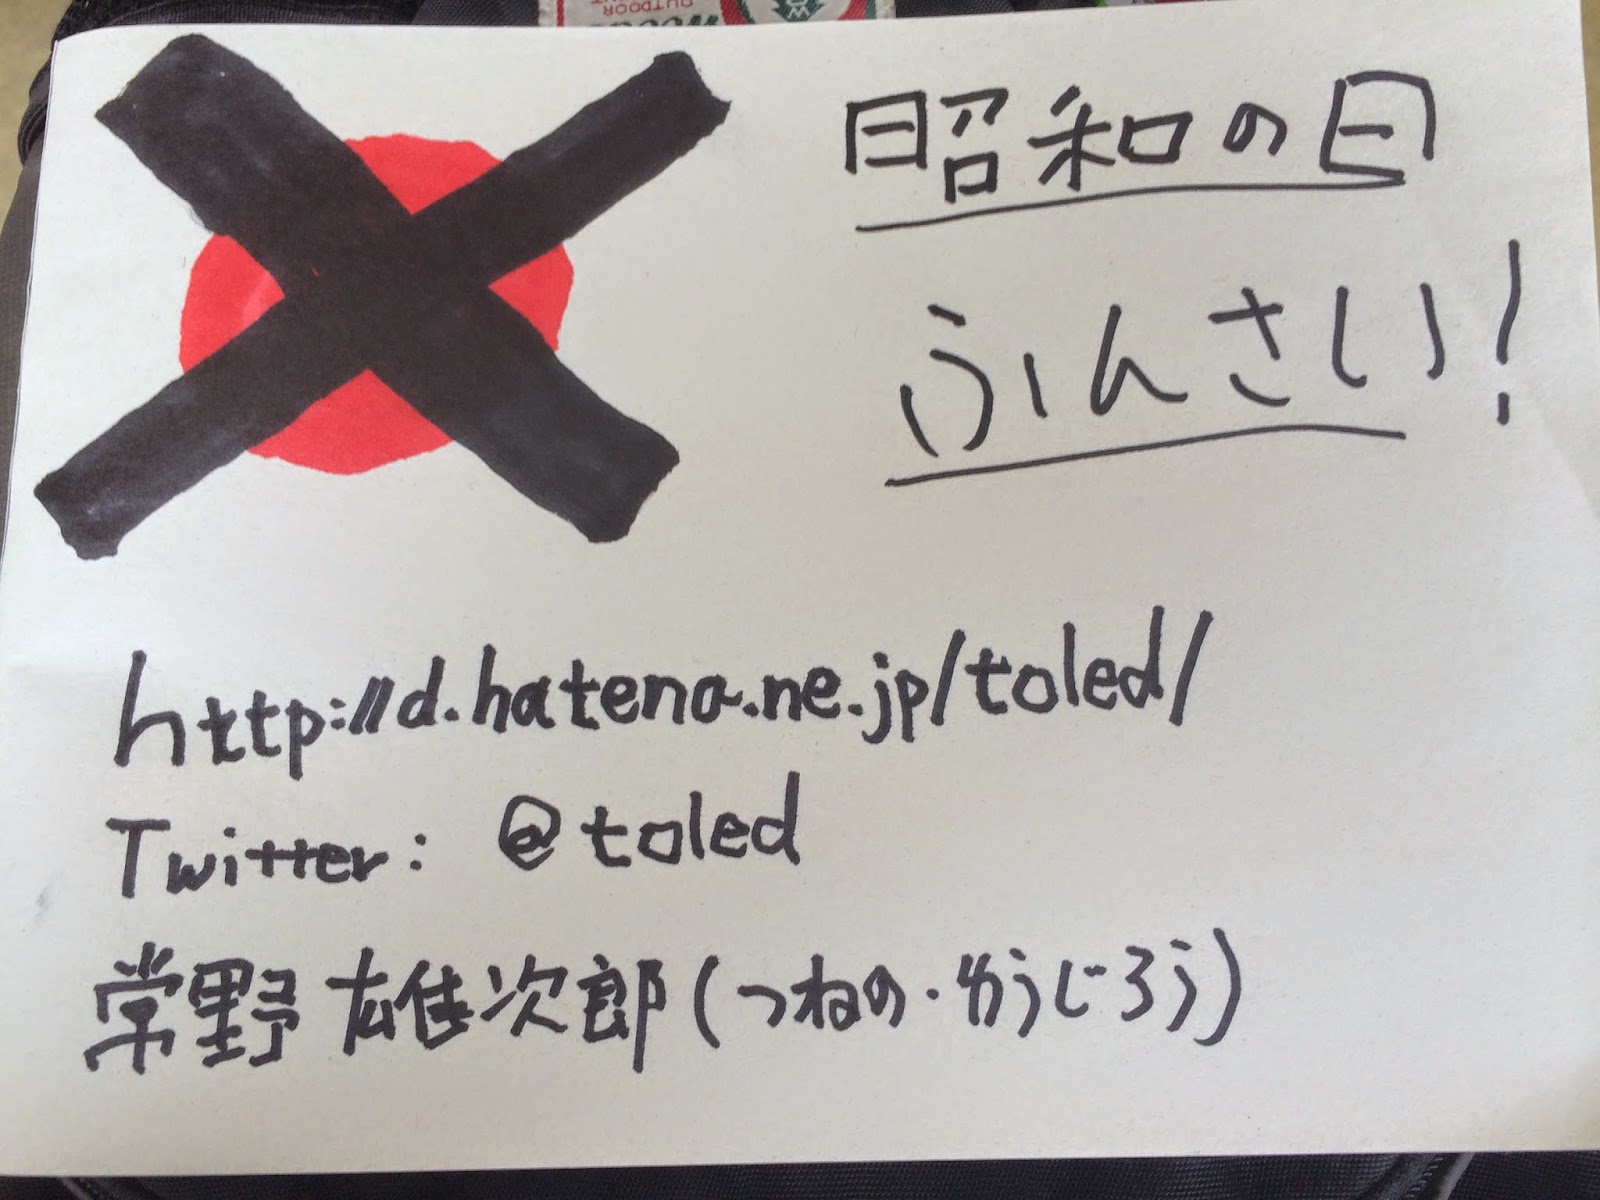 OUTDOOR
昭和の日
ふんさい!
http://d.hatena.ne.jp/toled/
Twitter: @toled
常野 雄次郎(つねの・ゆうじろう)